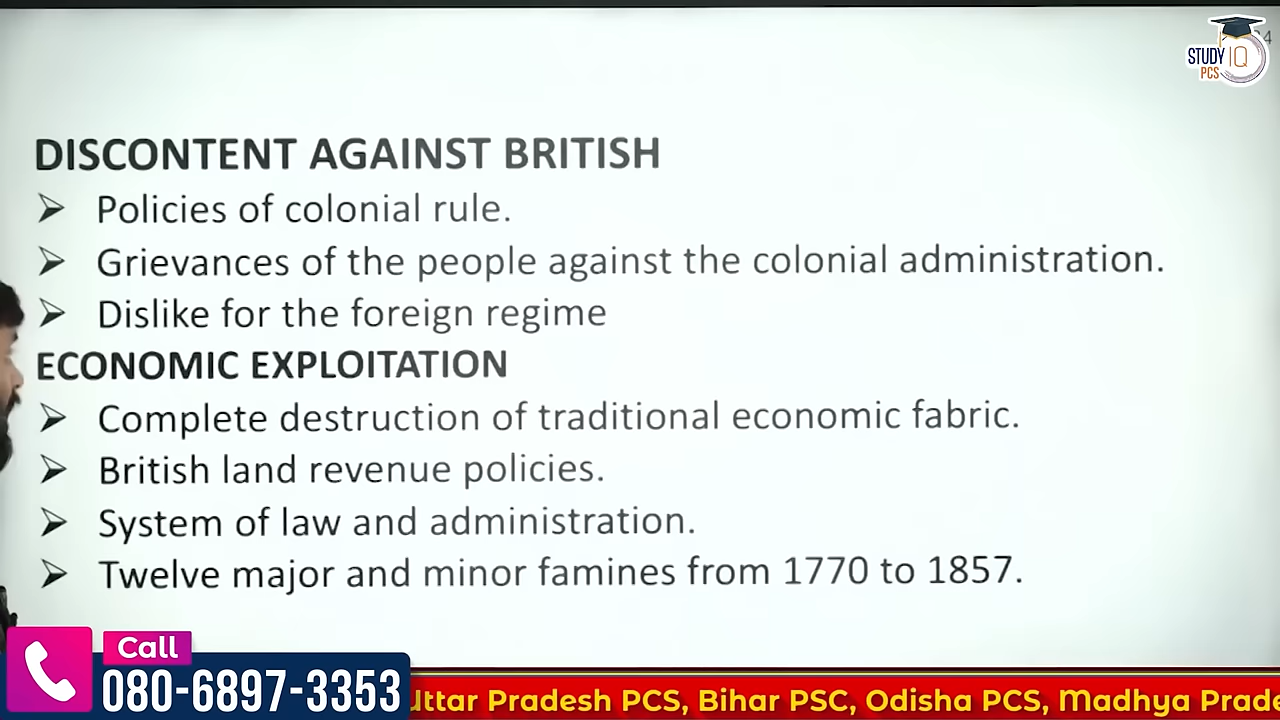 STUDY IQ
PCS
DISCONTENT AGAINST BRITISH
➢ Policies of colonial rule.
➢ Grievances of the people against the colonial administration.
➢ Dislike for the foreign regime
ECONOMIC EXPLOITATION
➢ Complete destruction of traditional economic fabric.
➢ British land revenue policies.
➢ System of law and administration.
➢ Twelve major and minor famines from 1770 to 1857.
Call
080-6897-3353
Uttar Pradesh PCS, Bihar PSC, Odisha PCS, Madhya Prade